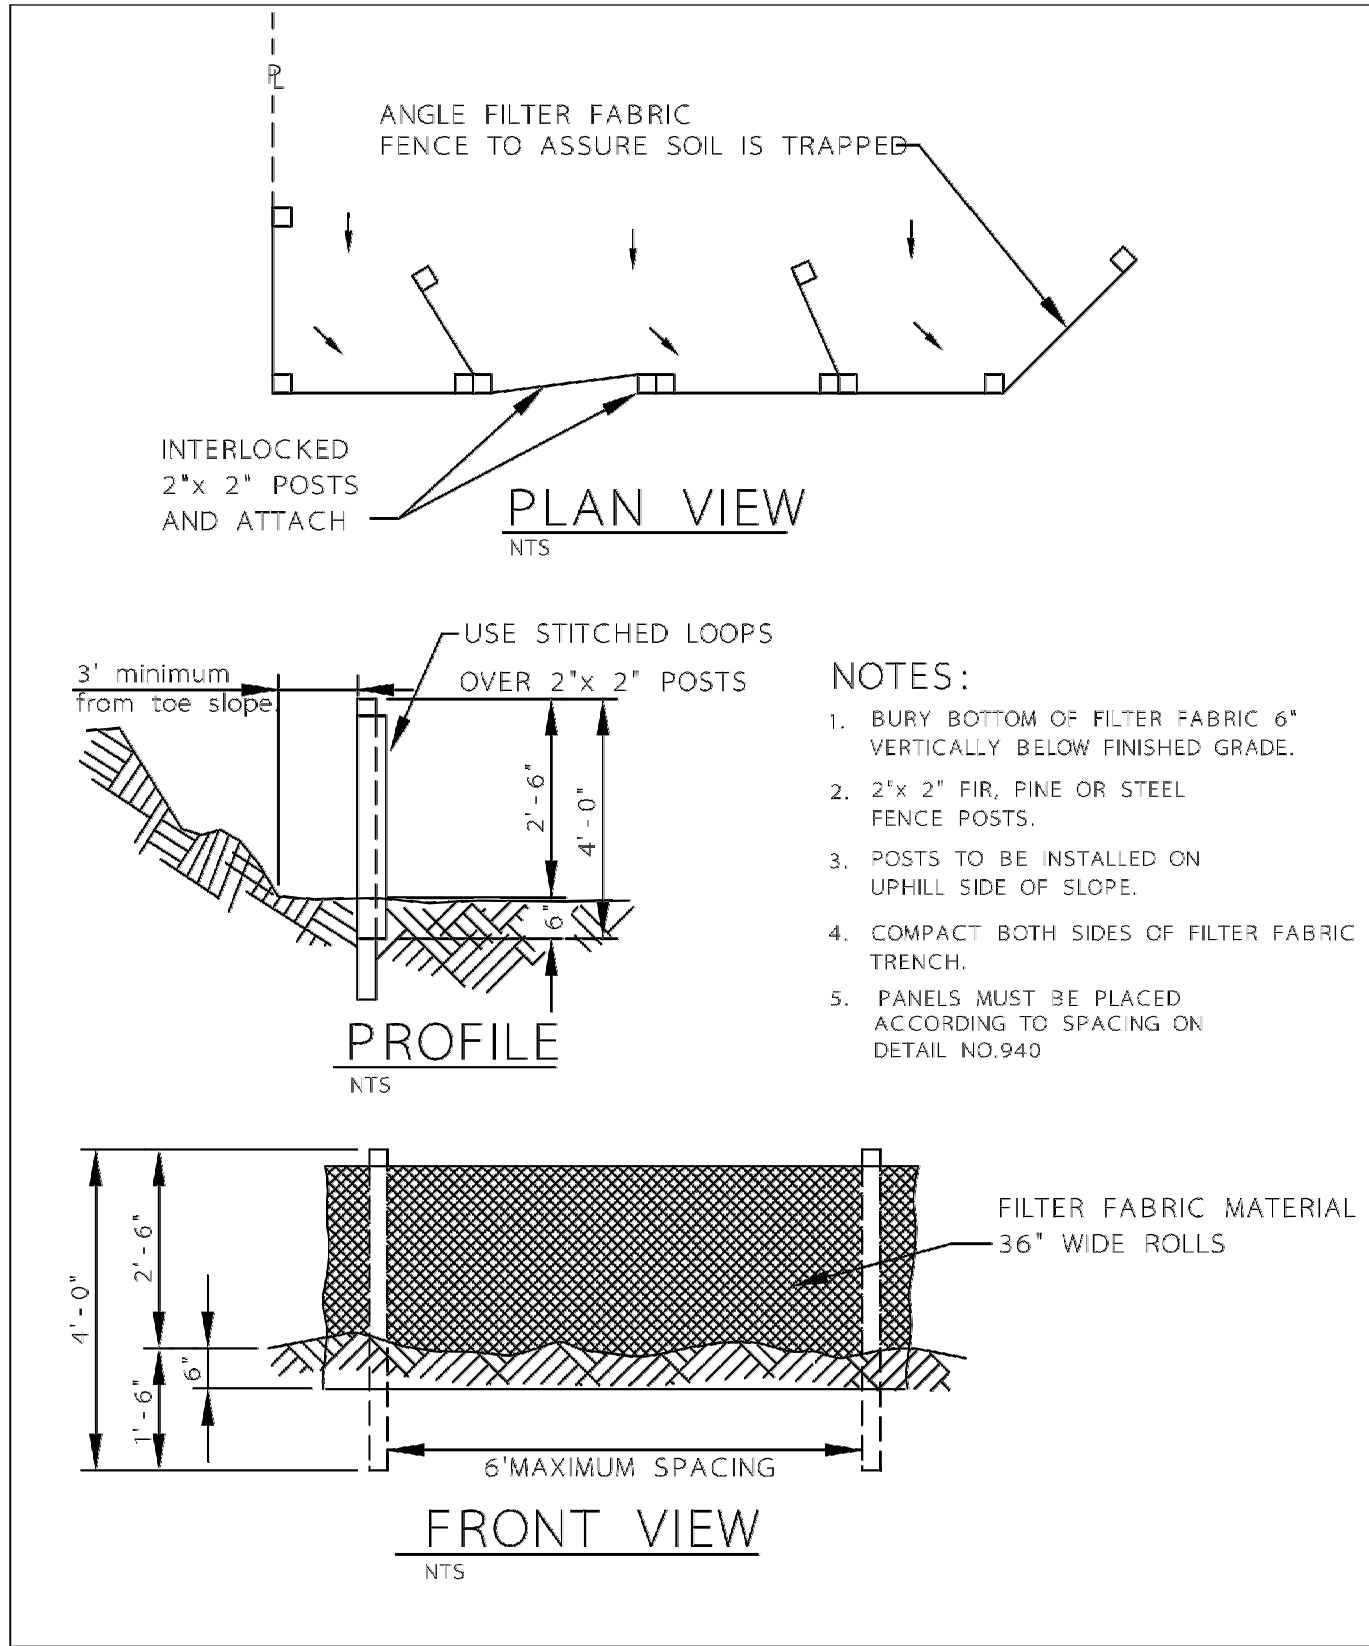 PL
ANGLE FILTER FABRIC
FENCE TO ASSURE SOIL IS TRAPPED
INTERLOCKED
2"x 2" POSTS
AND ATTACH
PLAN VIEW
NTS
USE STITCHED LOOPS
OVER 2"x 2" POSTS
3' minimum
from toe slope.
2'-6"
4'-0"
6"
PROFILE
NTS
NOTES:
1. BURY BOTTOM OF FILTER FABRIC 6"
VERTICALLY BELOW FINISHED GRADE.
2. 2"x 2" FIR, PINE OR STEEL
FENCE POSTS.
3. POSTS TO BE INSTALLED ON
UPHILL SIDE OF SLOPE.
4. COMPACT BOTH SIDES OF FILTER FABRIC
TRENCH.
5. PANELS MUST BE PLACED
ACCORDING TO SPACING ON
DETAIL NO.940
4'-0"
2'-6"
1'-6"
6"
FILTER FABRIC MATERIAL
36" WIDE ROLLS
6'MAXIMUM SPACING
FRONT VIEW
NTS